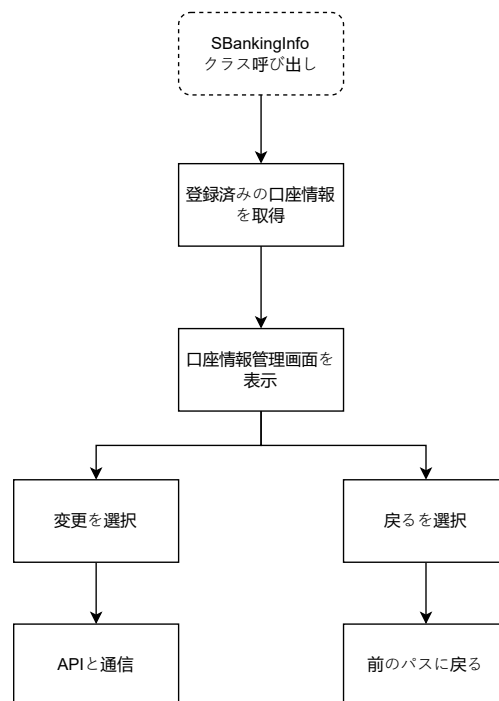 SBankingInfo
クラス呼び出し
登録済みの口座情報
を取得
口座情報管理画面を
表示
変更を選択
戻るを選択
APIと通信
前のパスに戻る